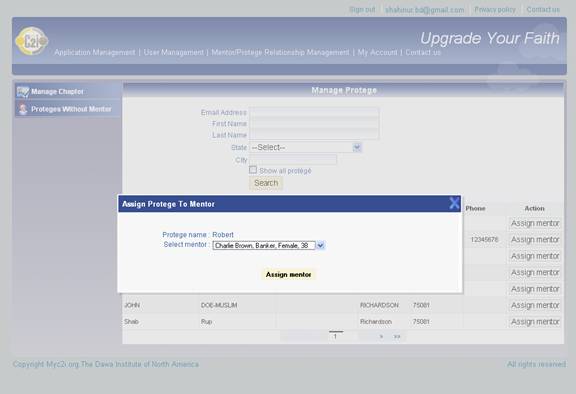 Sign out | shahinur.bd@gmail.com | Privacy policy | Contact us
C2i
Upgrade Your Faith
Application Management | User Management | Mentor/Protege Relationship Management | My Account | Contact us
Manage Chapter
Proteges Without Mentor
Manage Protege
Email Address
First Name
Last Name
State --Select--
City
Show all protégé
Search
Assign Protege To Mentor X
Phone Action
Assign mentor
Protege name : Robert
12345678 Assign mentor
Select mentor : Charlie Brown, Banker, Female, 38
Assign mentor
Assign mentor
Assign mentor
Assign mentor
JOHN DOE-MUSLIM RICHARDSON 75081 Assign mentor
Shab Rup Richardson 75081 Assign mentor
1 > >>
Copyright Myc2i.org The Dawa Institute of North America All rights reserved